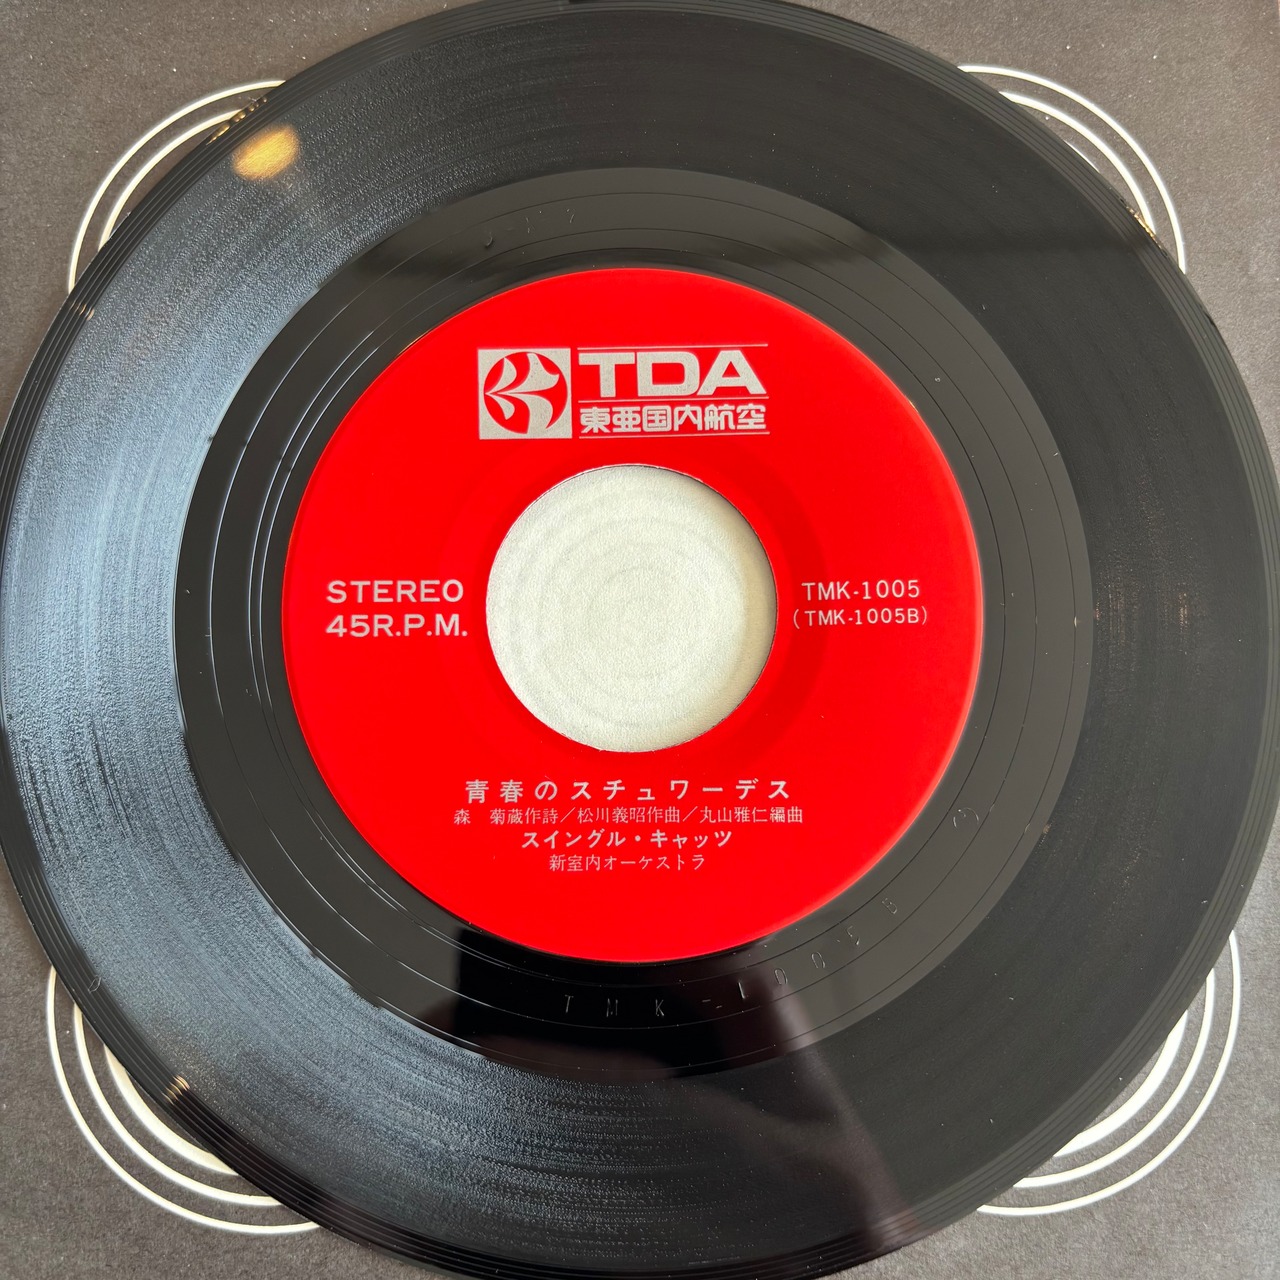 TDA
東亜国内航空
STEREO
45R.P.M.
TMK-1005
(TMK-1005B)
青春のスチュワーデス
森　菊蔵作詩／松川義昭作曲／丸山雅仁編曲
スイングル・キャッツ
新室内オーケストラ
TMK-1005B